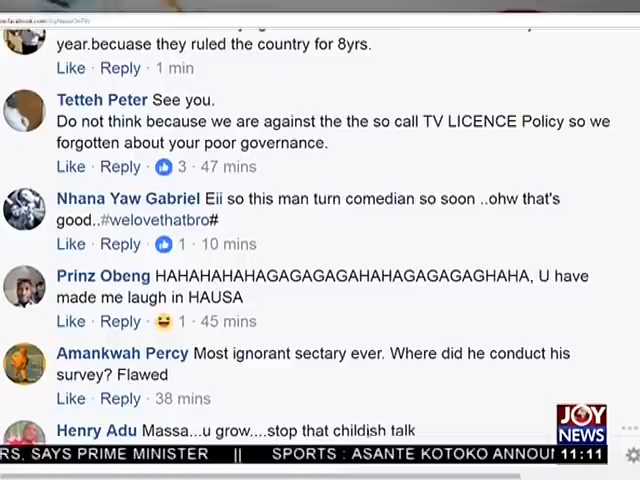 year.becuase they ruled the country for 8yrs.
Like · Reply · 1 min
Tetteh Peter See you.
Do not think because we are against the the so call TV LICENCE Policy so we
forgotten about your poor governance.
Like · Reply · 3 · 47 mins
Nhana Yaw Gabriel Eii so this man turn comedian so soon ..ohw that's
good..#welovethatbro#
Like · Reply · 1 · 10 mins
Prinz Obeng HAHAHAHAHAGAGAGAGAHAHAGAGAGAGHAHA, U have
made me laugh in HAUSA
Like · Reply · 1 · 45 mins
Amankwah Percy Most ignorant sectary ever. Where did he conduct his
survey? Flawed
Like · Reply · 38 mins
Henry Adu Massa...u grow....stop that childish talk
JOY
NEWS
RS, SAYS PRIME MINISTER || SPORTS : ASANTE KOTOKO ANNOU
11:11